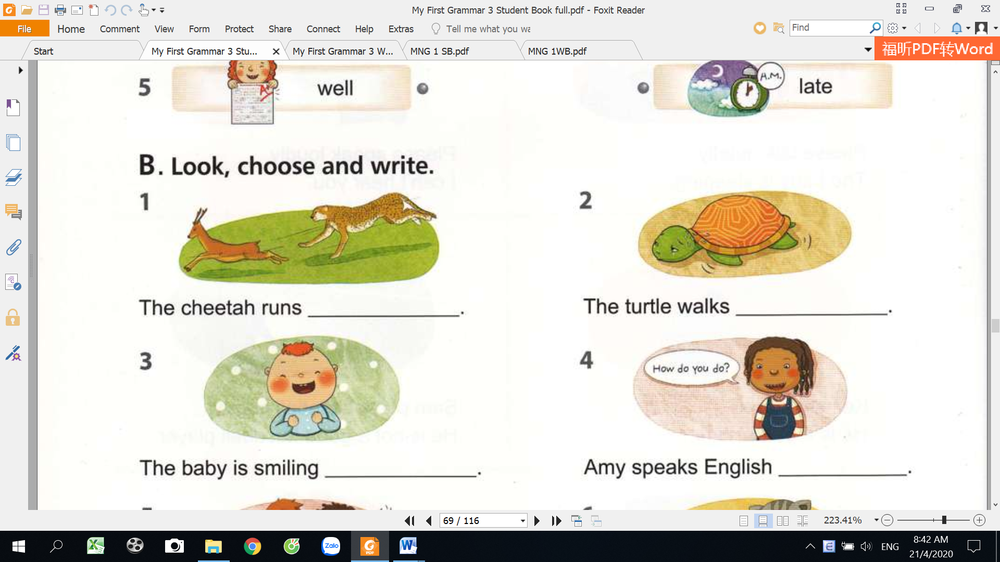 My First Grammar 3 Student Book full.pdf - Foxit Reader
File Home Comment View Form Protect Share Connect Help Extras Tell me what you wa Find
Start My First Grammar 3 Stu... My First Grammar 3 W... MNG 1 SB.pdf MNG 1WB.pdf 福昕PDF转Word
5 well A.M. late
B. Look, choose and write.
1 2
The cheetah runs ____________. The turtle walks ____________.
3 4
How do you do?
The baby is smiling ____________. Amy speaks English ____________.
69 / 116 223.41%
Zalo PDF ENG
8:42 AM
21/4/2020